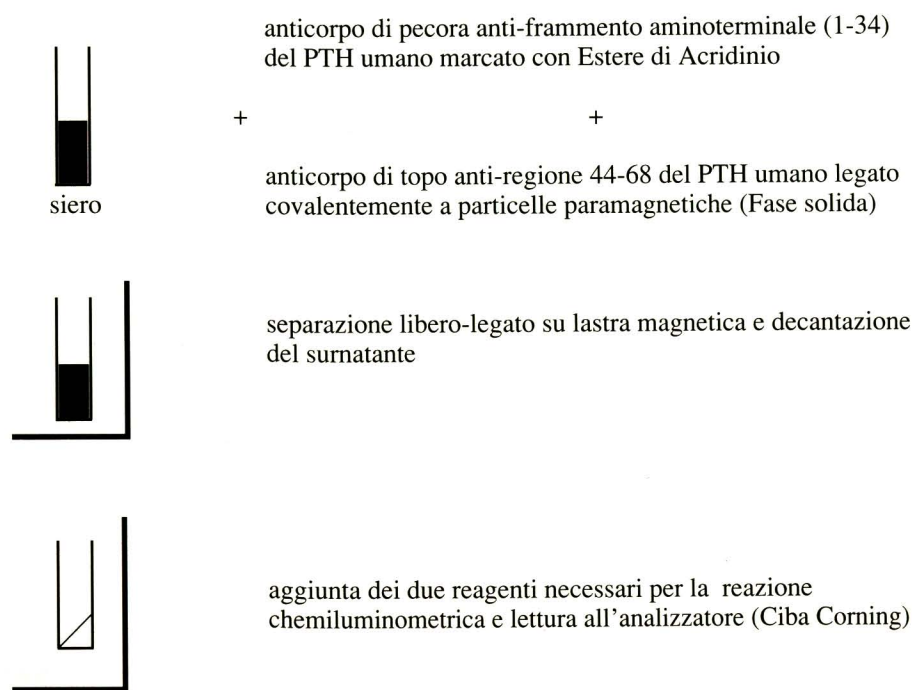 anticorpo di pecora anti-frammento aminoterminale (1-34)
del PTH umano marcato con Estere di Acridinio
+ +
anticorpo di topo anti-regione 44-68 del PTH umano legato
covalentemente a particelle paramagnetiche (Fase solida)
siero
separazione libero-legato su lastra magnetica e decantazione
del surnatante
aggiunta dei due reagenti necessari per la reazione
chemiluminometrica e lettura all'analizzatore (Ciba Corning)